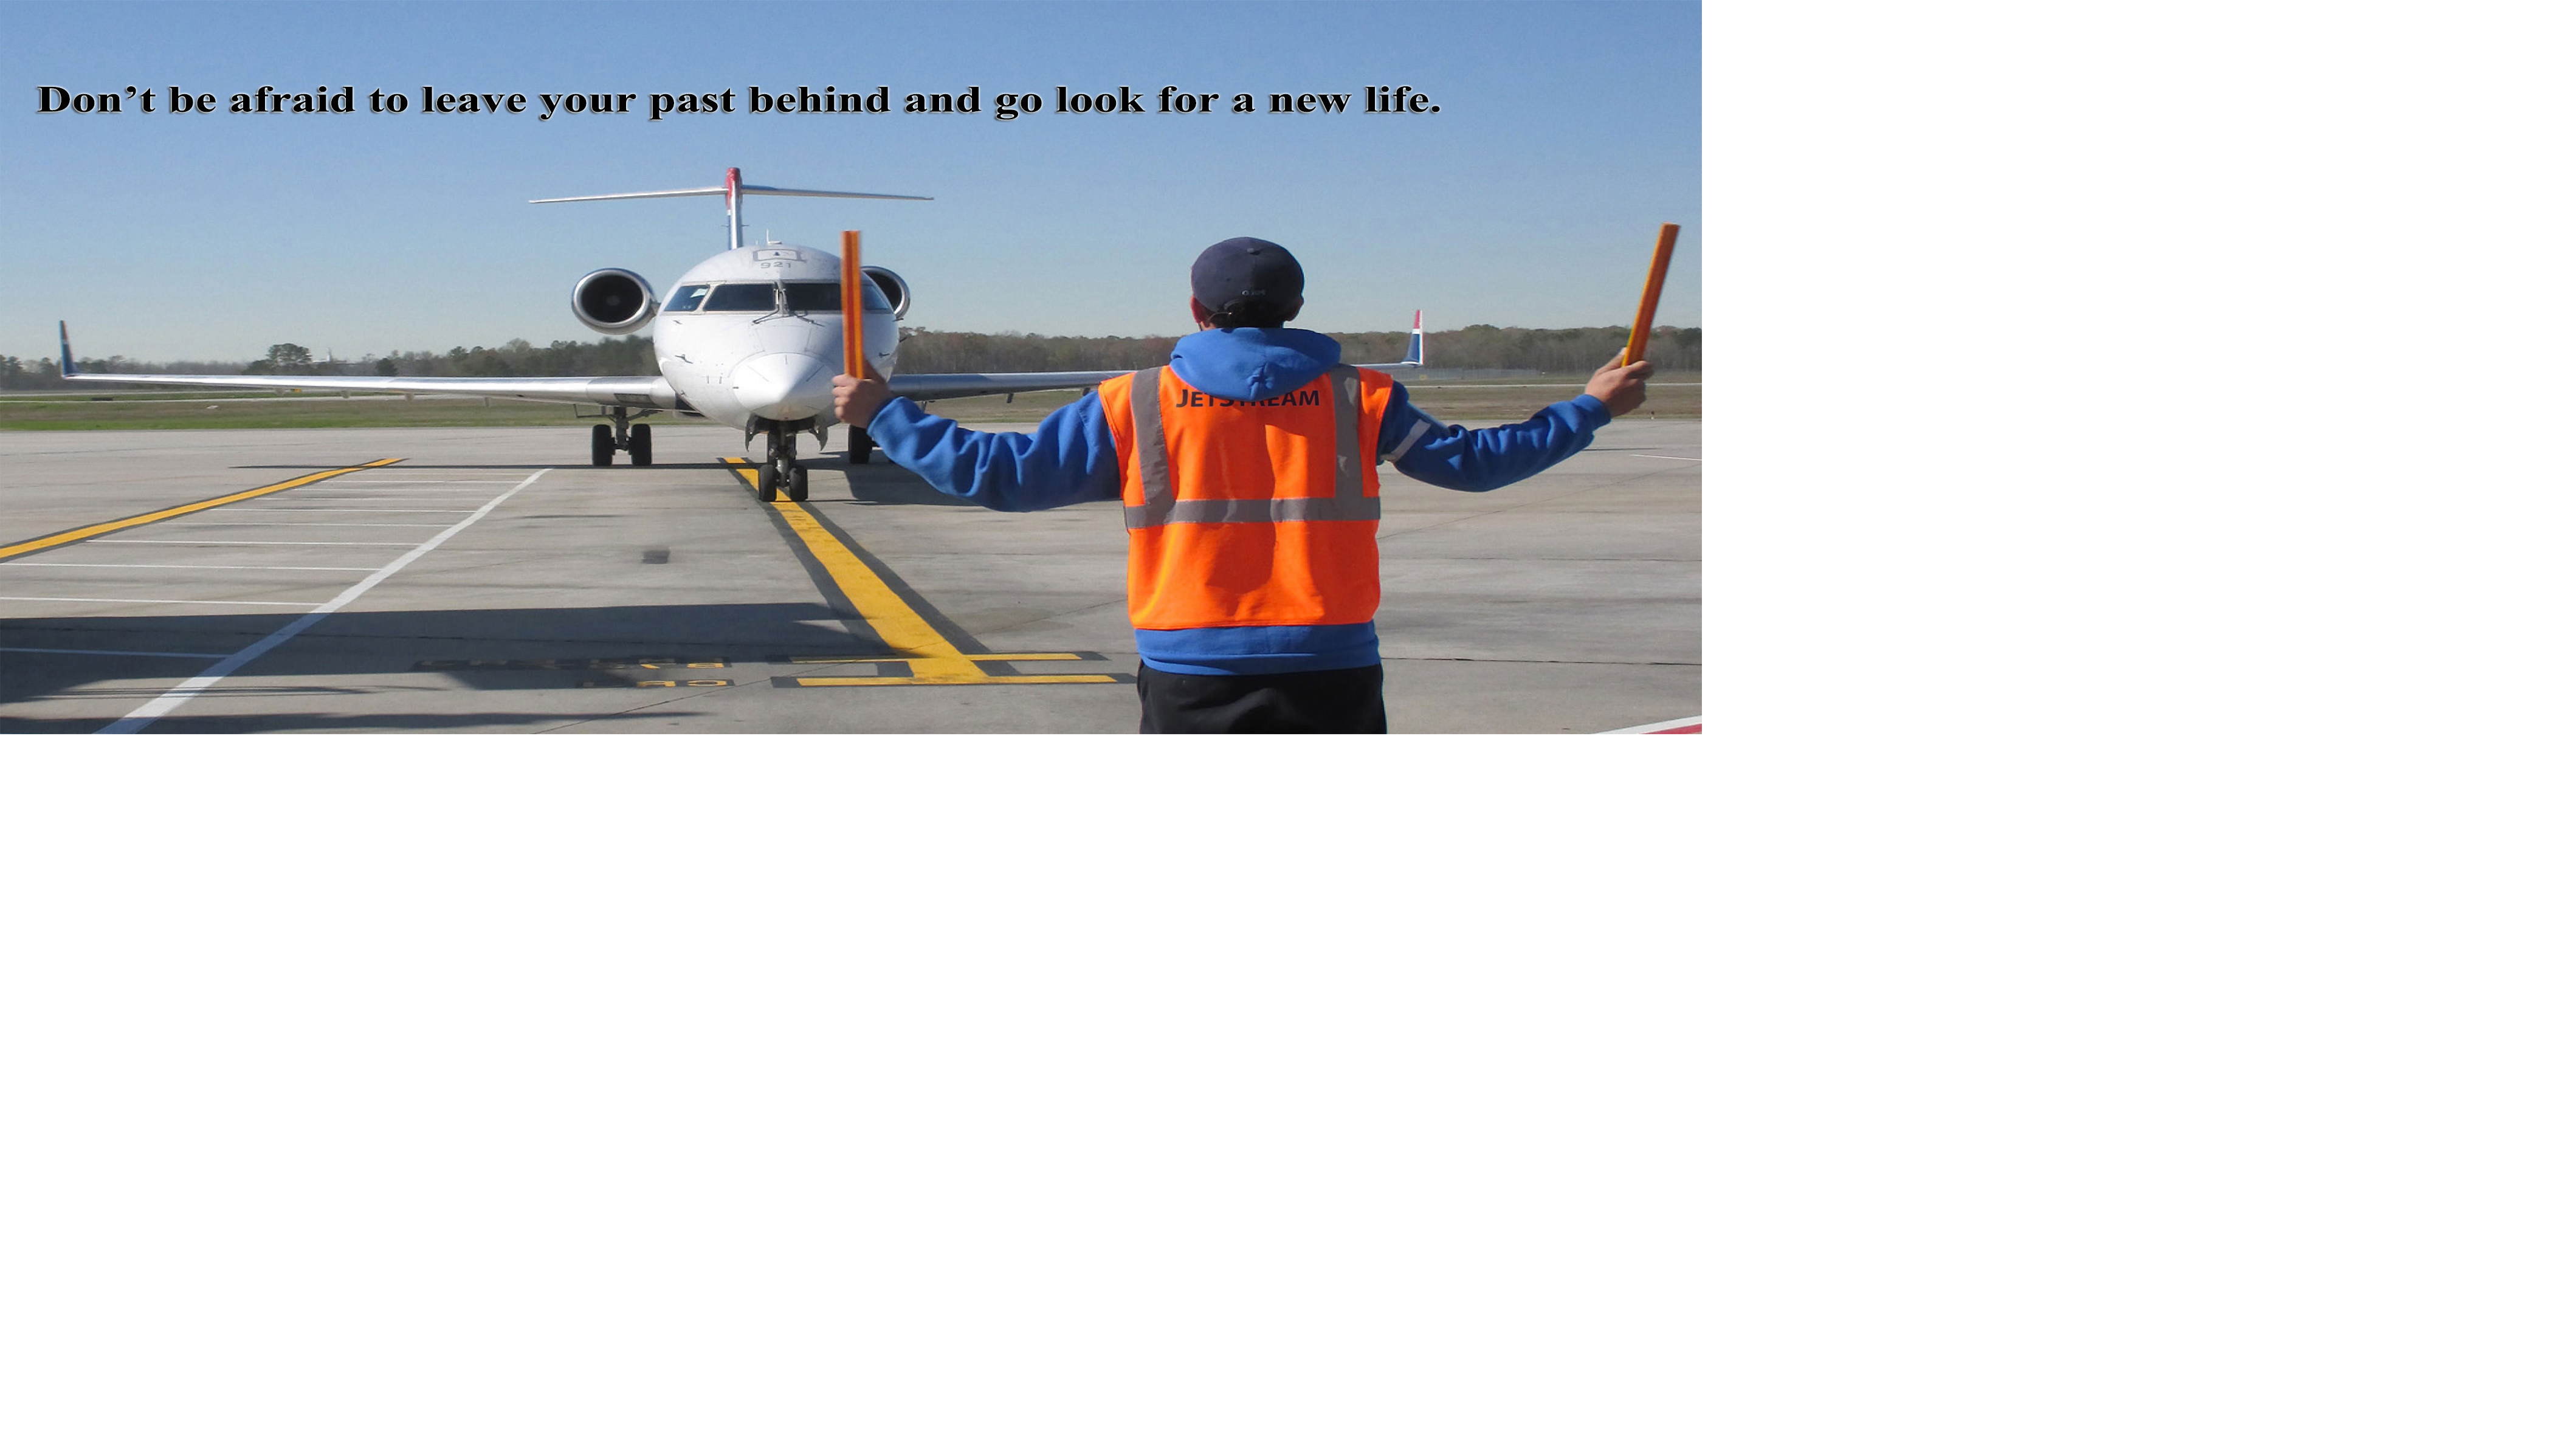 Don’t be afraid to leave your past behind and go look for a new life.
921
JETSTREAM